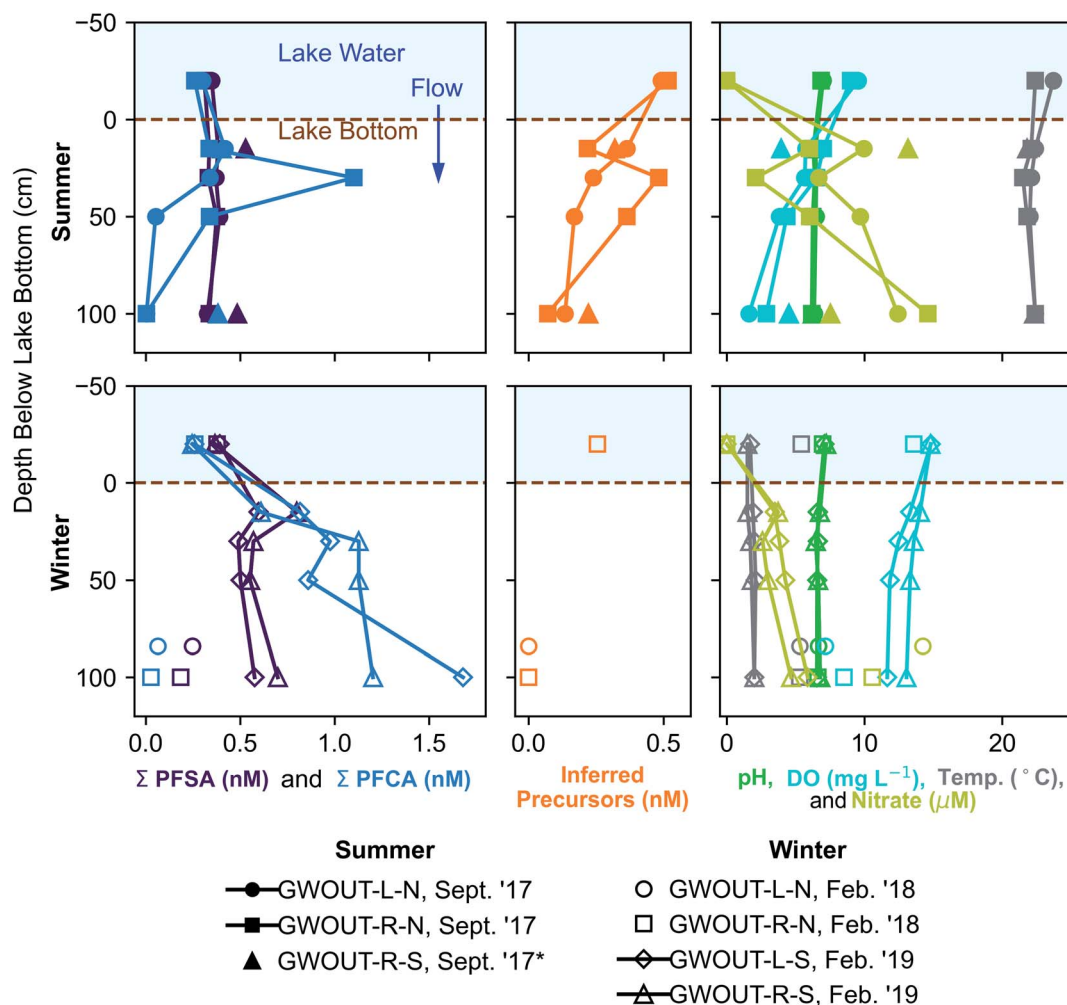 −50
0
50
100
Depth Below Lake Bottom (cm)
Summer
Lake Water
Flow
Lake Bottom
−50
0
50
100
Winter
0.0 0.5 1.0 1.5
0.0 0.5
0 10 20
Σ PFSA (nM) and Σ PFCA (nM)
Inferred
Precursors (nM)
pH, DO (mg L⁻¹), Temp. (°C),
and Nitrate (μM)
Summer
GWOUT-L-N, Sept. '17
GWOUT-R-N, Sept. '17
GWOUT-R-S, Sept. '17*
Winter
GWOUT-L-N, Feb. '18
GWOUT-R-N, Feb. '18
GWOUT-L-S, Feb. '19
GWOUT-R-S, Feb. '19